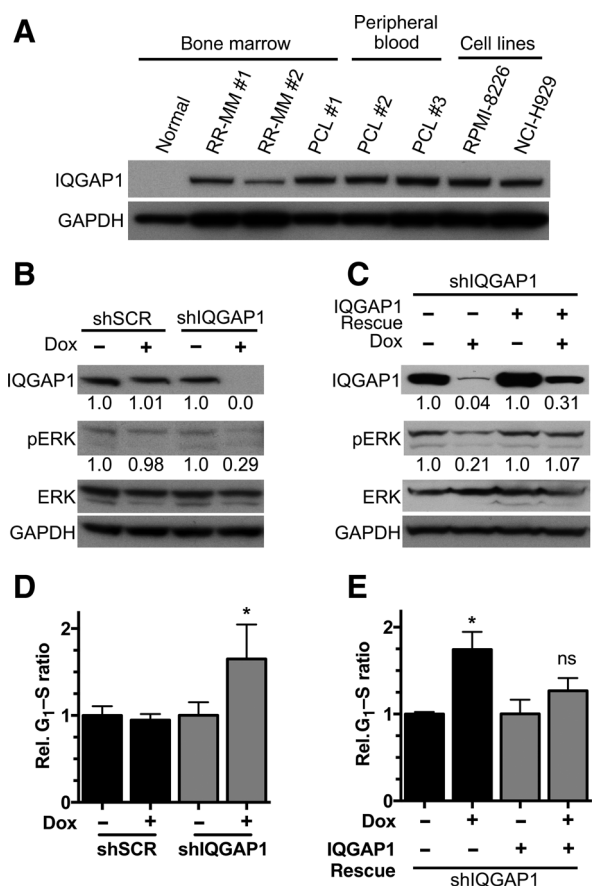 A
Bone marrow
Peripheral
blood
Cell lines
Normal
RR-MM #1
RR-MM #2
PCL #1
PCL #2
PCL #3
RPMI-8226
NCI-H929
IQGAP1
GAPDH
B
shSCR shIQGAP1
Dox – + – +
IQGAP1
1.0 1.01 1.0 0.0
pERK
1.0 0.98 1.0 0.29
ERK
GAPDH
C
shIQGAP1
IQGAP1
Rescue – – + +
Dox – + – +
IQGAP1
1.0 0.04 1.0 0.31
pERK
1.0 0.21 1.0 1.07
ERK
GAPDH
D
Rel. G1–S ratio
2
1
0
*
Dox – + – +
shSCR shIQGAP1
E
Rel. G1–S ratio
2
1
0
*
ns
Dox – + – +
IQGAP1 – – + +
Rescue
shIQGAP1